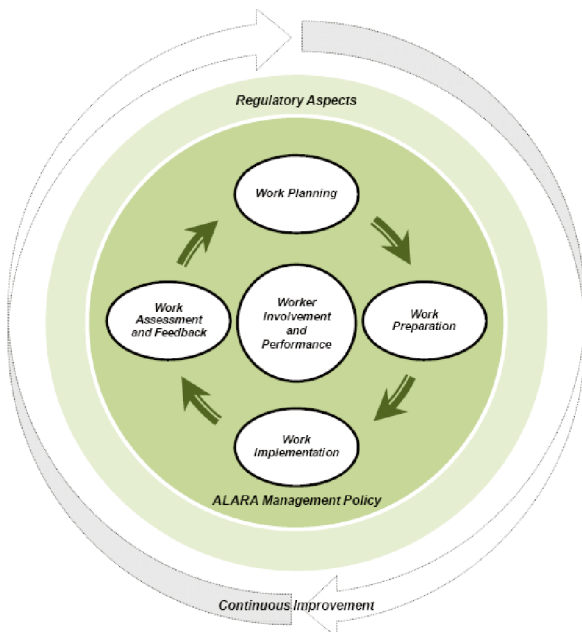 Regulatory Aspects
Work Planning
Work
Assessment
and Feedback
Worker
Involvement
and
Performance
Work
Preparation
Work
Implementation
ALARA Management Policy
Continuous Improvement